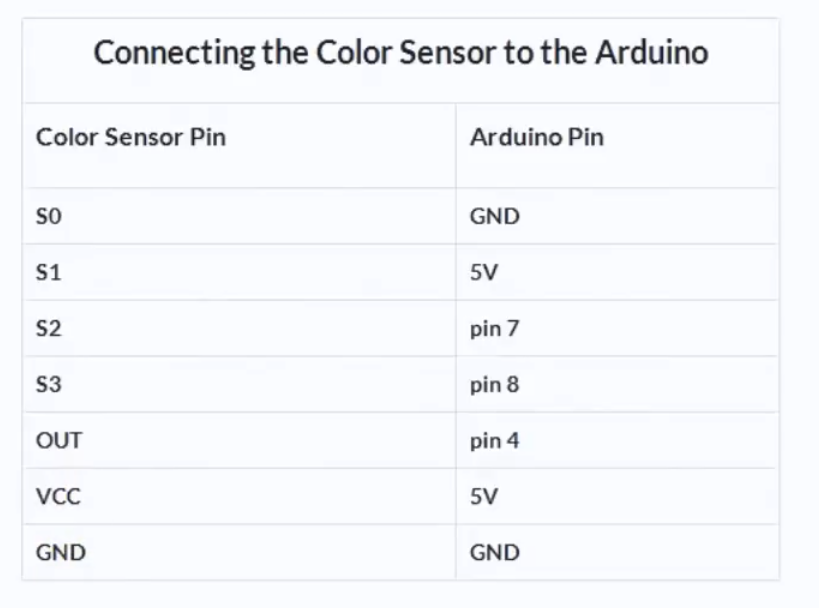 Connecting the Color Sensor to the Arduino
Color Sensor Pin Arduino Pin
S0 GND
S1 5V
S2 pin 7
S3 pin 8
OUT pin 4
VCC 5V
GND GND